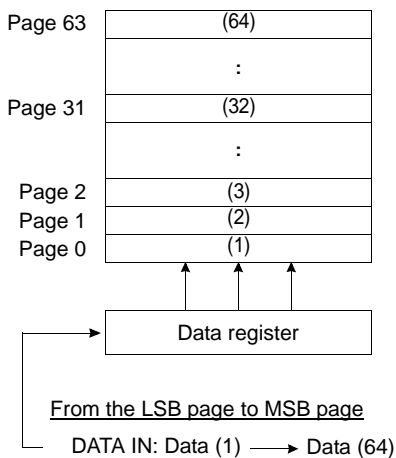 Page 63 (64)
:
Page 31 (32)
:
Page 2 (3)
Page 1 (2)
Page 0 (1)
Data register
From the LSB page to MSB page
DATA IN: Data (1) Data (64)